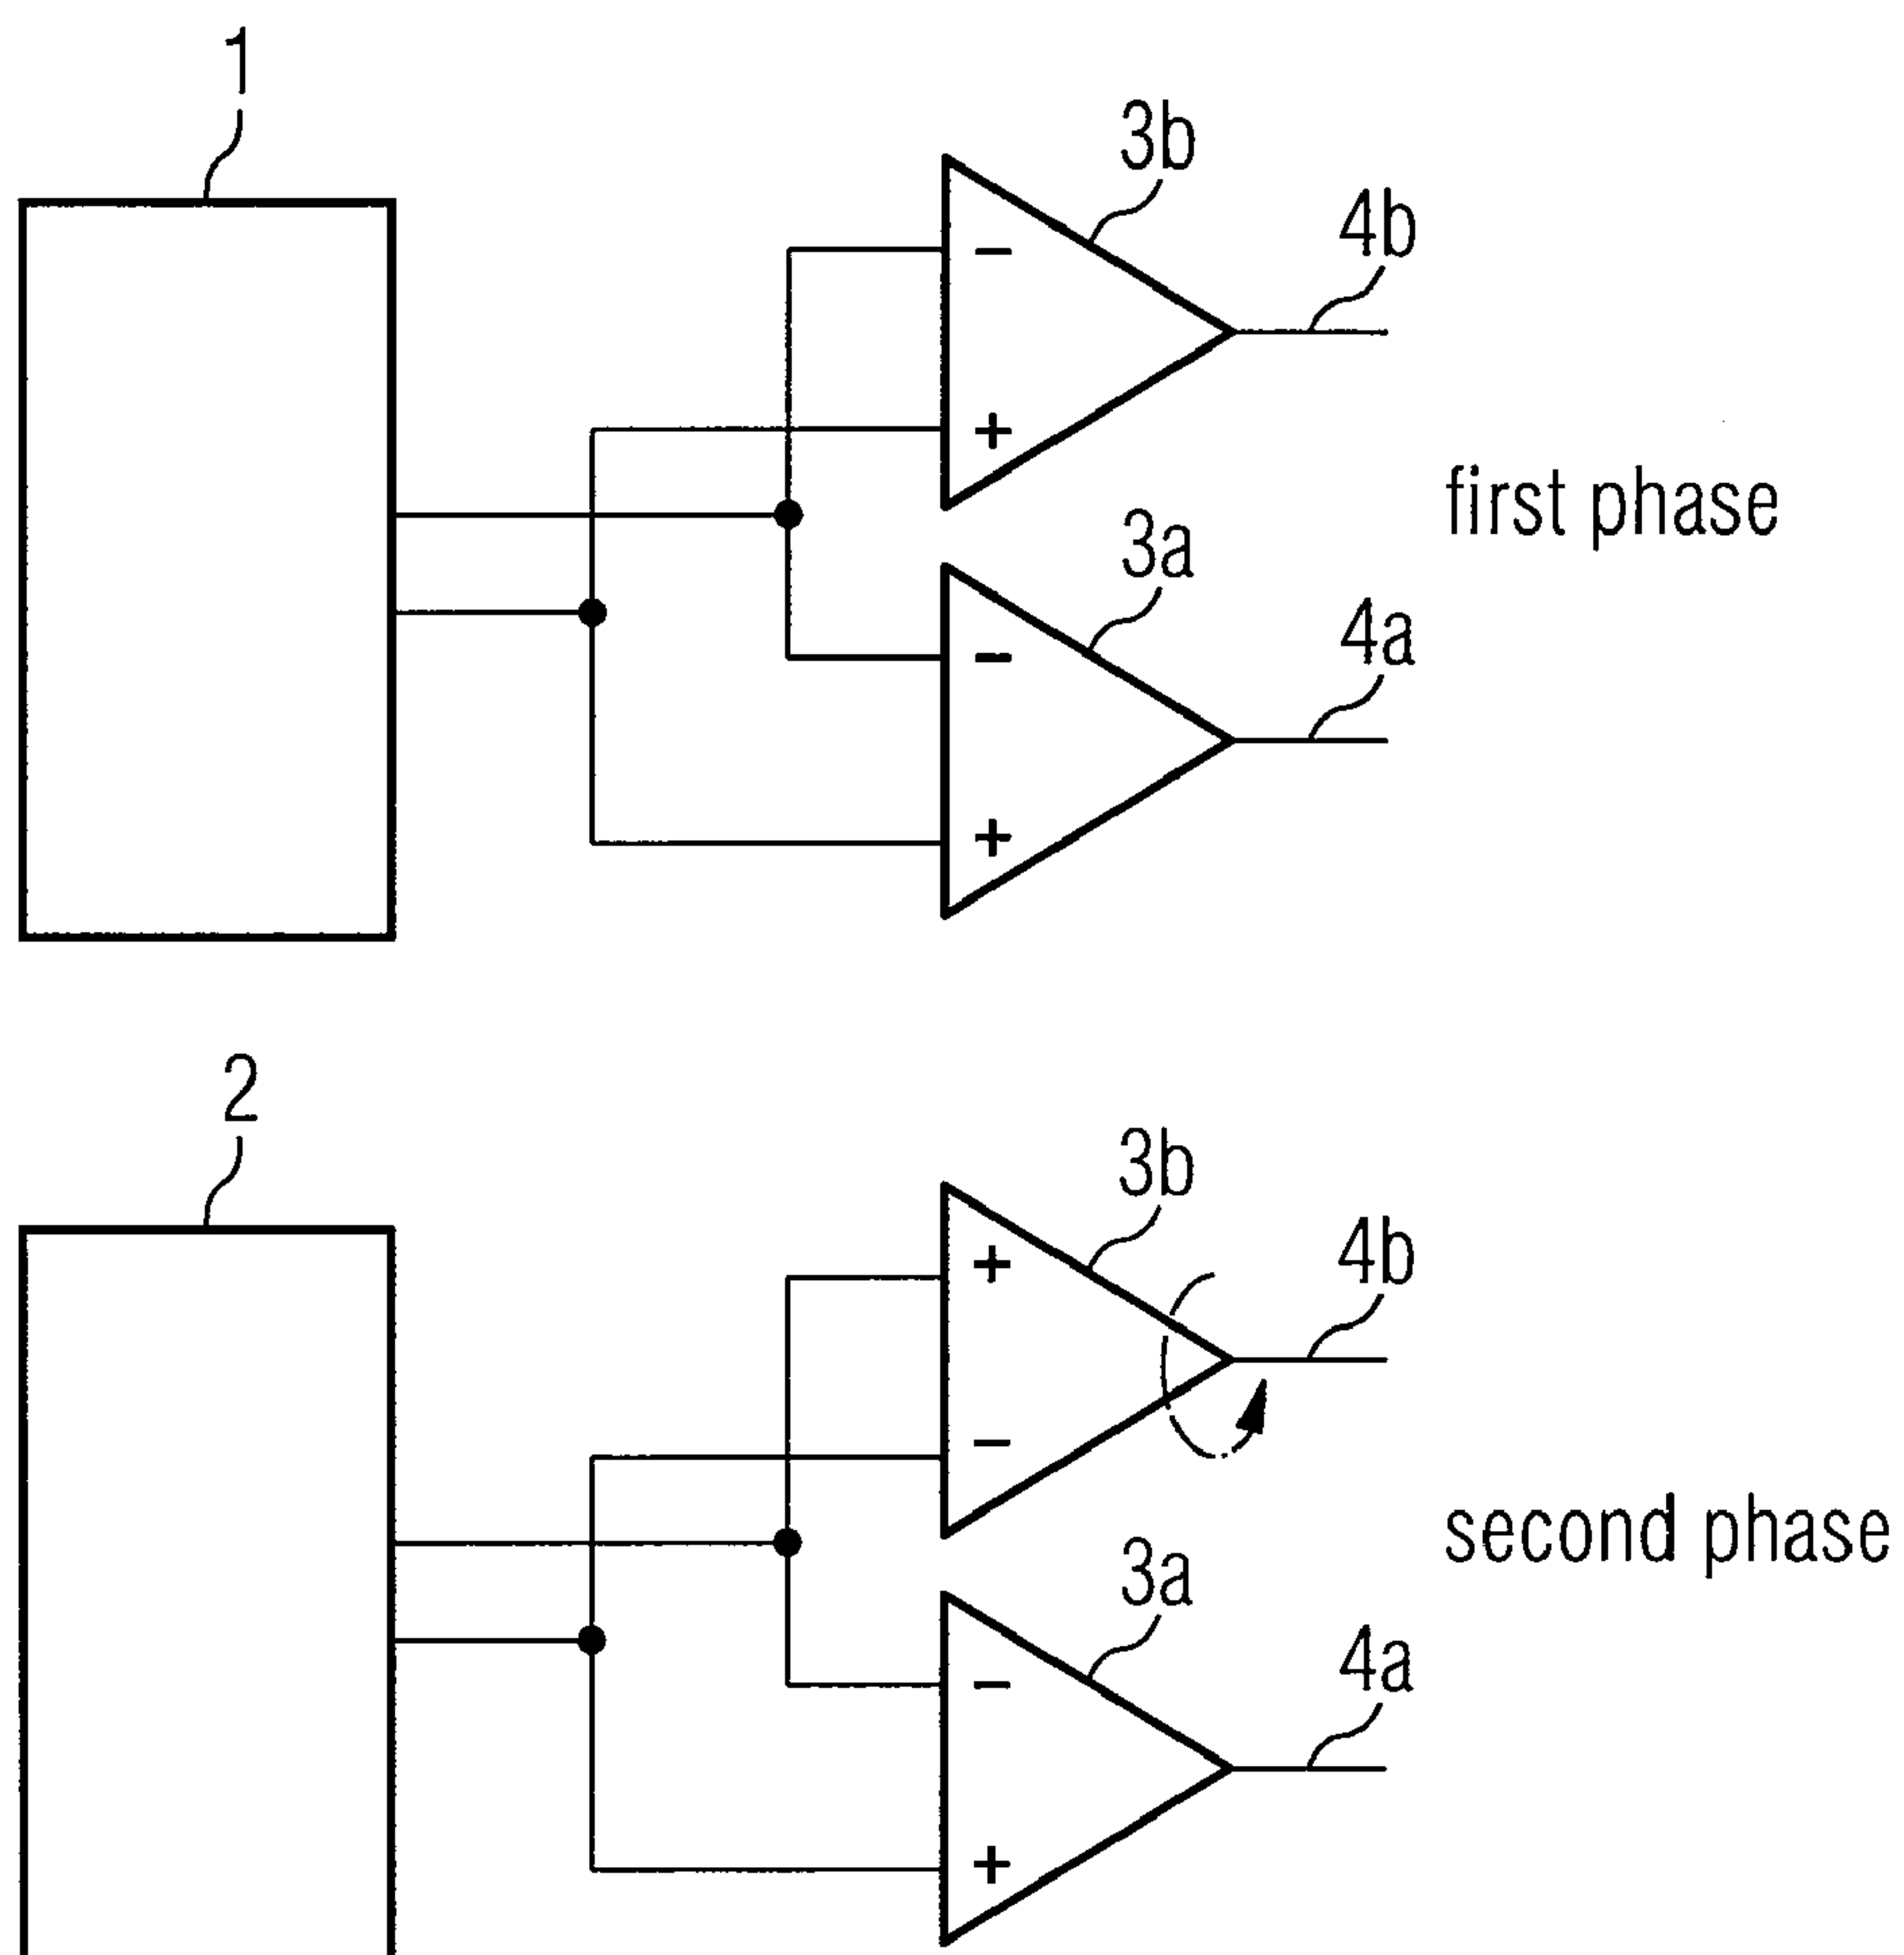 1
3b
4b
−
+
first phase
3a
4a
−
+
2
3b
4b
+
−
second phase
3a
4a
−
+